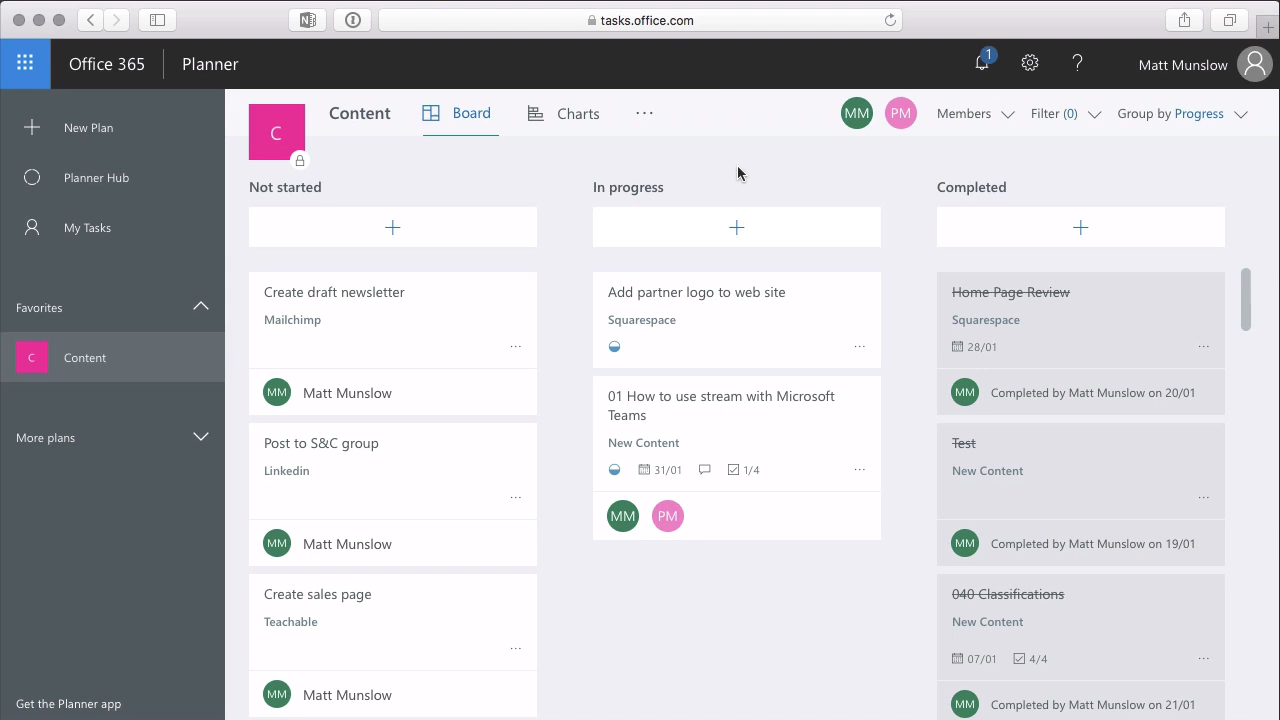 tasks.office.com
Office 365
Planner
1
Matt Munslow
New Plan
Planner Hub
My Tasks
Favorites
C
Content
More plans
Get the Planner app
C
Content
Board
Charts
MM
PM
Members
Filter (0)
Group by Progress
Not started
Create draft newsletter
Mailchimp
MM
Matt Munslow
Post to S&C group
Linkedin
MM
Matt Munslow
Create sales page
Teachable
MM
Matt Munslow
In progress
Add partner logo to web site
Squarespace
01 How to use stream with Microsoft
Teams
New Content
31/01
1/4
MM
PM
Completed
Home Page Review
Squarespace
28/01
MM
Completed by Matt Munslow on 20/01
Test
New Content
MM
Completed by Matt Munslow on 19/01
040 Classifications
New Content
07/01
4/4
MM
Completed by Matt Munslow on 21/01